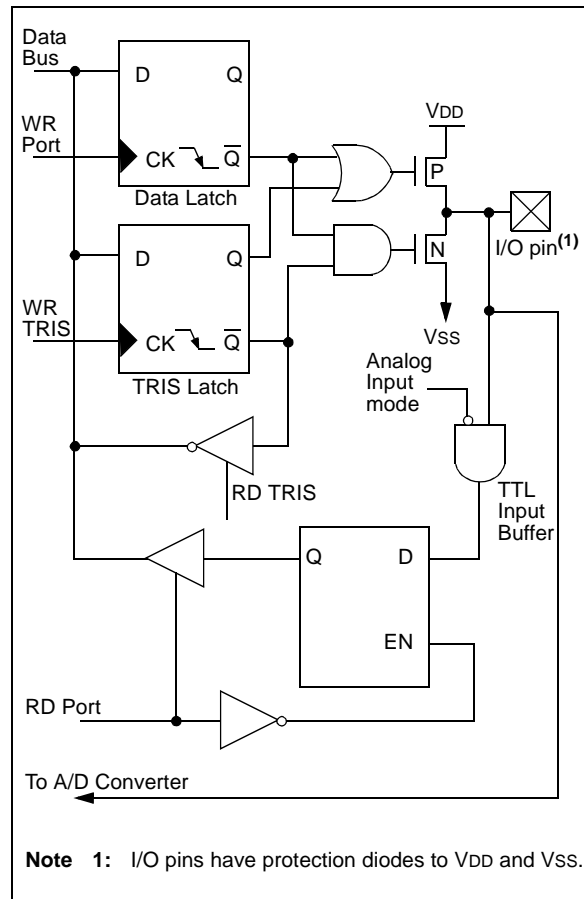 Data
Bus
D Q
WR
Port
CK Q
Data Latch
VDD
P
I/O pin(1)
N
VSS
D Q
WR
TRIS
CK Q
TRIS Latch
Analog
Input
mode
RD TRIS
TTL
Input
Buffer
Q D
EN
RD Port
To A/D Converter
Note 1: I/O pins have protection diodes to VDD and VSS.